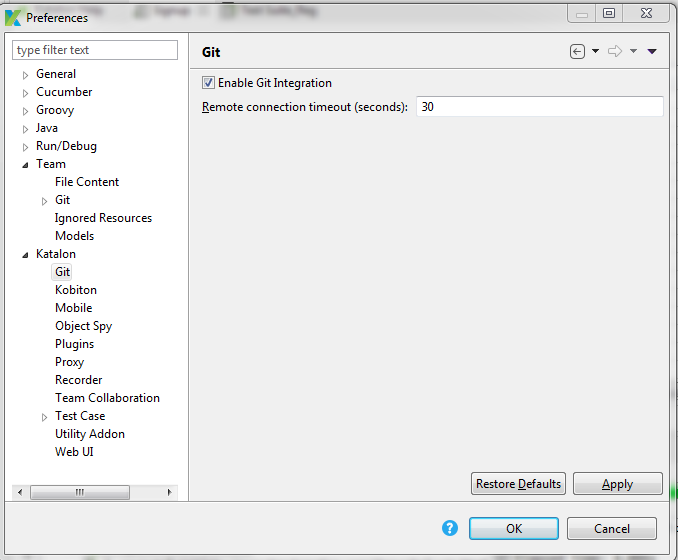 Preferences
type filter text
General
Cucumber
Groovy
Java
Run/Debug
Team
File Content
Git
Ignored Resources
Models
Katalon
Git
Kobiton
Mobile
Object Spy
Plugins
Proxy
Recorder
Team Collaboration
Test Case
Utility Addon
Web UI
Git
Enable Git Integration
Remote connection timeout (seconds): 30
Restore Defaults Apply
? OK Cancel